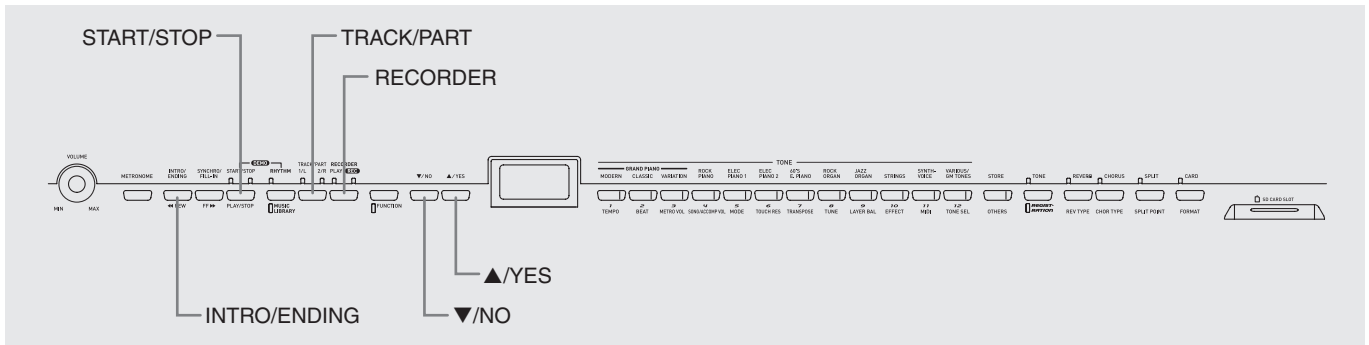 START/STOP
TRACK/PART
RECORDER
VOLUME
MIN MAX
METRONOME
INTRO/
ENDING
◀◀ REW
SYNCHRO/
FILL-IN
FF ▶▶
DEMO
START/STOP
PLAY/STOP
RHYTHM
MUSIC
LIBRARY
TRACK/PART
1/L 2/R
RECORDER
PLAY REC
FUNCTION
▼/NO
▲/YES
TONE
GRAND PIANO
MODERN CLASSIC VARIATION
ROCK
PIANO
ELEC
PIANO 1
ELEC
PIANO 2
60'S
E. PIANO
ROCK
ORGAN
JAZZ
ORGAN
STRINGS
SYNTH-
VOICE
VARIOUS/
GM TONES
1 2 3 4 5 6 7 8 9 10 11 12
TEMPO BEAT METRO VOL SONG/ACCOMP VOL MODE TOUCH RES TRANSPOSE TUNE LAYER BAL EFFECT MIDI TONE SEL
STORE
OTHERS
TONE
REGIST-
RATION
REVERB
REV TYPE
CHORUS
CHOR TYPE
SPLIT
SPLIT POINT
CARD
FORMAT
SD CARD SLOT
▲/YES
INTRO/ENDING
▼/NO